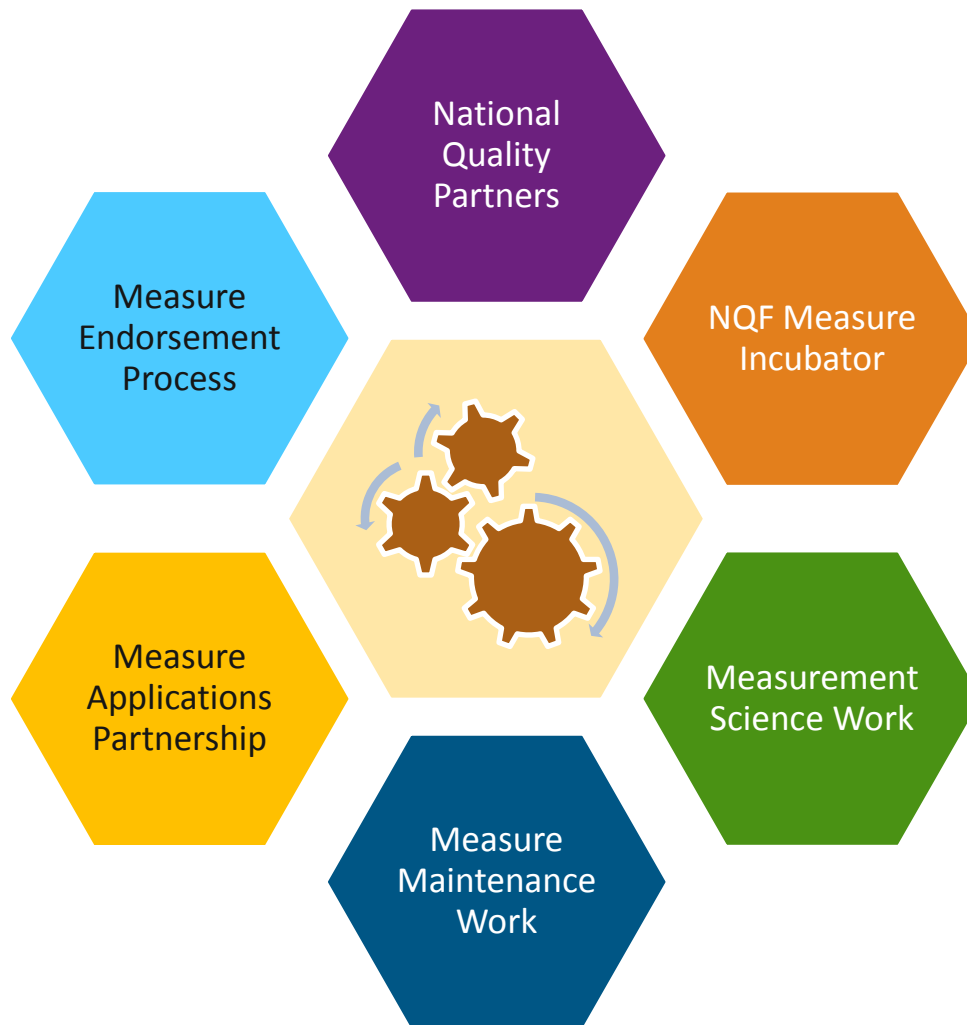 National
Quality
Partners
Measure
Endorsement
Process
NQF Measure
Incubator
Measure
Applications
Partnership
Measurement
Science Work
Measure
Maintenance
Work